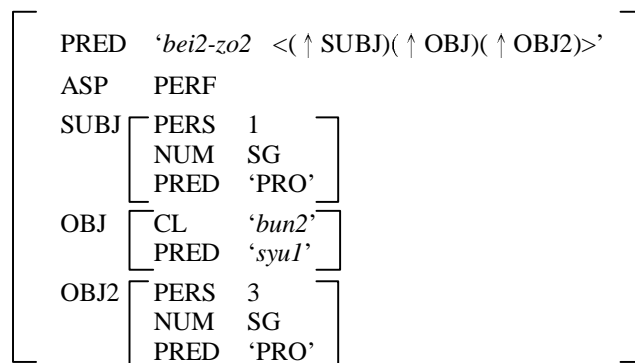 PRED ‘bei2-zo2 <(↑ SUBJ)(↑ OBJ)(↑ OBJ2)>’
ASP PERF
SUBJ PERS 1
NUM SG
PRED ‘PRO’
OBJ CL ‘bun2’
PRED ‘syu1’
OBJ2 PERS 3
NUM SG
PRED ‘PRO’